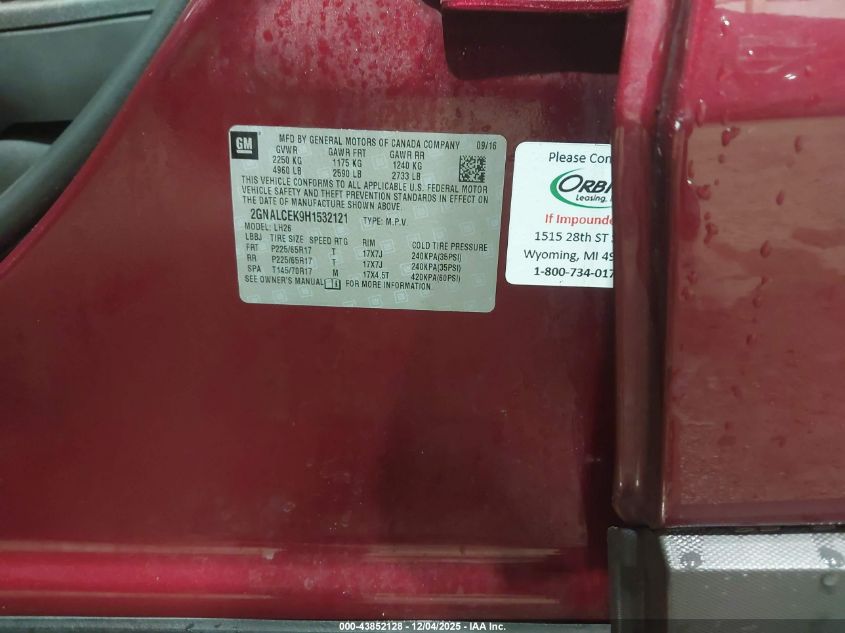 GM
MFD BY GENERAL MOTORS OF CANADA COMPANY 09/16
GVWR GAWR FRT GAWR RR
2250 KG 1175 KG 1240 KG
4960 LB 2590 LB 2733 LB
THIS VEHICLE CONFORMS TO ALL APPLICABLE U.S. FEDERAL MOTOR
VEHICLE SAFETY AND THEFT PREVENTION STANDARDS IN EFFECT ON
THE DATE OF MANUFACTURE SHOWN ABOVE.
2GNALCEK9H1532121 TYPE: M.P.V.
MODEL: LH26
LBBJ TIRE SIZE SPEED RTG RIM COLD TIRE PRESSURE
FRT P225/65R17 T 17X7J 240KPA(35PSI)
RR P225/65R17 T 17X7J 240KPA(35PSI)
SPA T145/70R17 M 17X4.5T 420KPA(60PSI)
SEE OWNER'S MANUAL FOR MORE INFORMATION.
Please Con
ORB
Leasing,
If Impound
1515 28th ST
Wyoming, MI 49
1-800-734-017
000-43852128 - 12/04/2025 - IAA Inc.